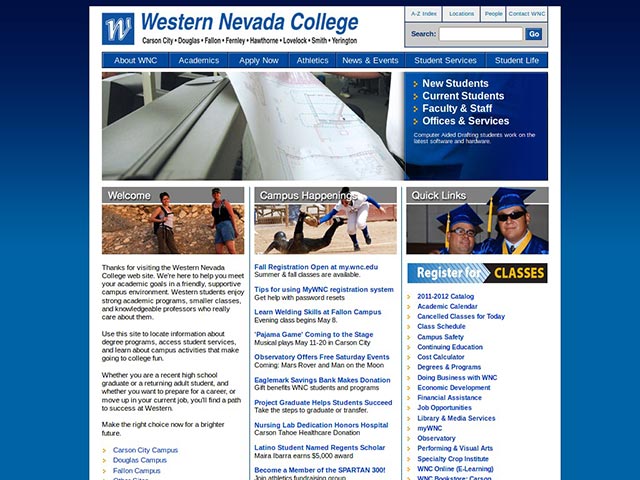 A-Z Index
Locations
People
Contact WNC
Western Nevada College
Carson City • Douglas • Fallon • Fernley • Hawthorne • Lovelock • Smith • Yerington
Search:
Go
About WNC
Academics
Apply Now
Athletics
News & Events
Student Services
Student Life
New Students
Current Students
Faculty & Staff
Offices & Services
Computer Aided Drafting students work on the
latest software and hardware.
Welcome
Thanks for visiting the Western Nevada
College web site. We're here to help you meet
your academic goals in a friendly, supportive
campus environment. Western students enjoy
strong academic programs, smaller classes,
and knowledgeable professors who really
care about them.
Use this site to locate information about
degree programs, access student services,
and learn about campus activities that make
going to college fun.
Whether you are a recent high school
graduate or a returning adult student, and
whether you want to prepare for a career, or
move up in your current job, you'll find a path
to success at Western.
Make the right choice now for a brighter
future.
Carson City Campus
Douglas Campus
Fallon Campus
Other Sites
Campus Happenings
Fall Registration Open at my.wnc.edu
Summer & fall classes are available.
Tips for using MyWNC registration system
Get help with password resets
Learn Welding Skills at Fallon Campus
Evening class begins May 8.
'Pajama Game' Coming to the Stage
Musical plays May 11-20 in Carson City
Observatory Offers Free Saturday Events
Coming: Mars Rover and Man on the Moon
Eaglemark Savings Bank Makes Donation
Gift benefits WNC students and programs
Project Graduate Helps Students Succeed
Take the steps to graduate or transfer.
Nursing Lab Dedication Honors Hospital
Carson Tahoe Healthcare Donation
Latino Student Named Regents Scholar
Maira Ibarra earns $5,000 award
Become a Member of the SPARTAN 300!
Join athletics fundraising group
Quick Links
Register for CLASSES
2011-2012 Catalog
Academic Calendar
Cancelled Classes for Today
Class Schedule
Campus Safety
Continuing Education
Cost Calculator
Degrees & Programs
Doing Business with WNC
Economic Development
Financial Assistance
Job Opportunities
Library & Media Services
myWNC
Observatory
Performing & Visual Arts
Specialty Crop Institute
WNC Online (E-Learning)
WNC Bookstore: Carson